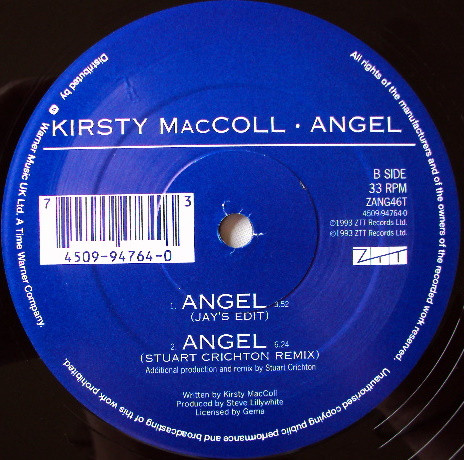 KIRSTY MACCOLL · ANGEL
B SIDE
33 RPM
ZANG46T
4509-94764-0
℗1993 ZTT Records Ltd.
©1993 ZTT Records Ltd.
ZTT
7 3
4509-94764-0
1. ANGEL 3.52
(JAY'S EDIT)
2. ANGEL 6.24
(STUART CRICHTON REMIX)
Additional production and remix by Stuart Crichton
Written by Kirsty MacColl
Produced by Steve Lillywhite
Licensed by Gema
All rights of the manufacturers and of the owners of the recorded work reserved.
Unauthorised copying public performance and broadcasting of this work prohibited.
Distributed by Warner Music UK Ltd. A Time Warner Company.